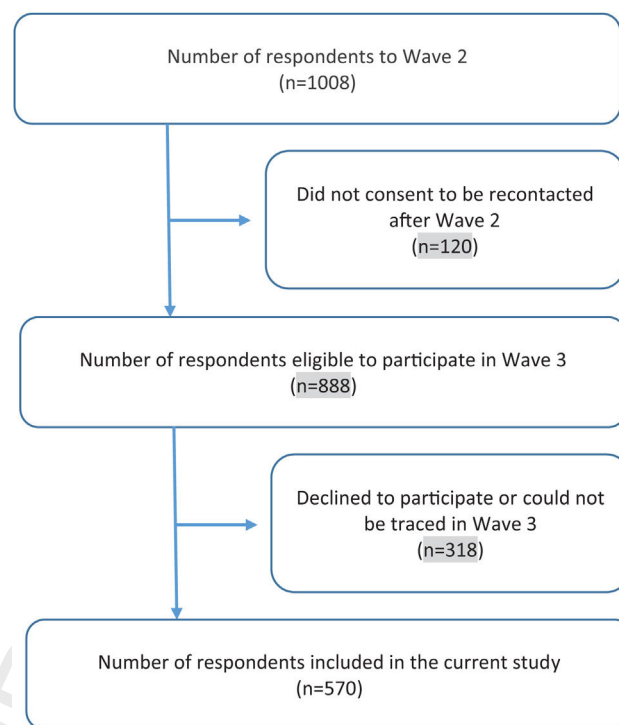 Number of respondents to Wave 2
(n=1008)
Did not consent to be recontacted
after Wave 2
(n=120)
Number of respondents eligible to participate in Wave 3
(n=888)
Declined to participate or could not
be traced in Wave 3
(n=318)
Number of respondents included in the current study
(n=570)